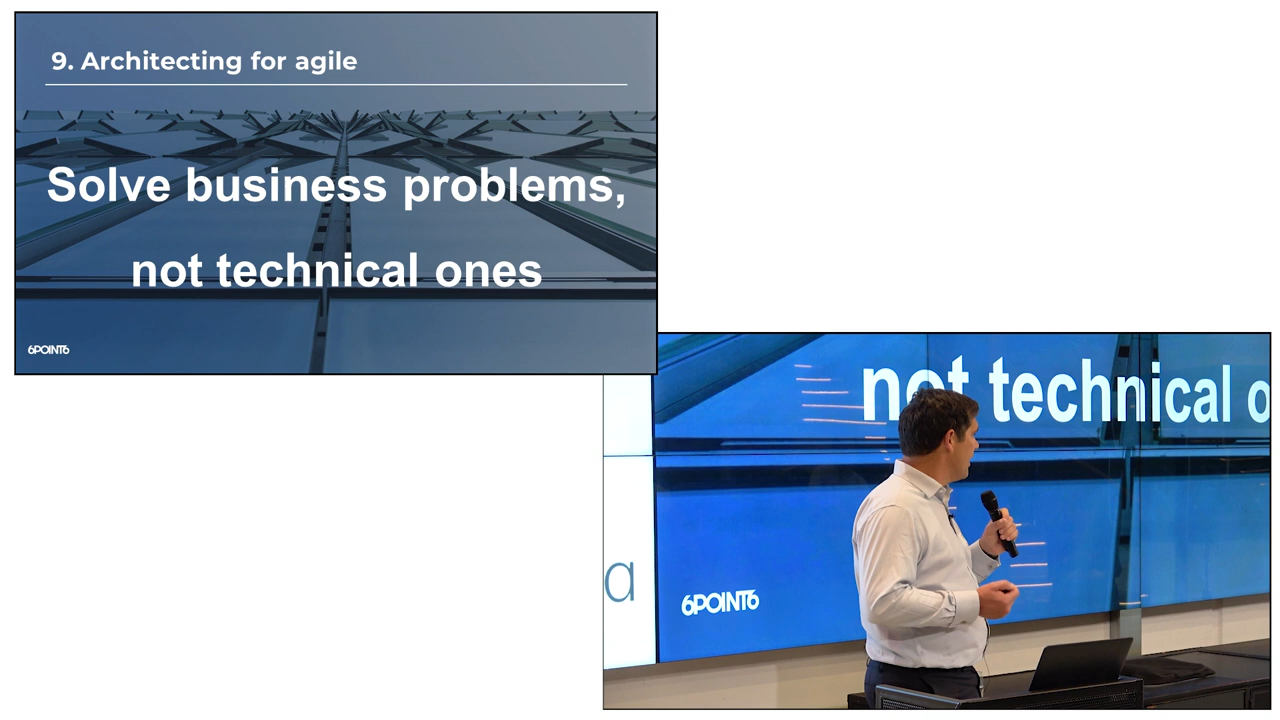 9. Architecting for agile
Solve business problems,
not technical ones
6POINT6
not technical o
a
6POINT6